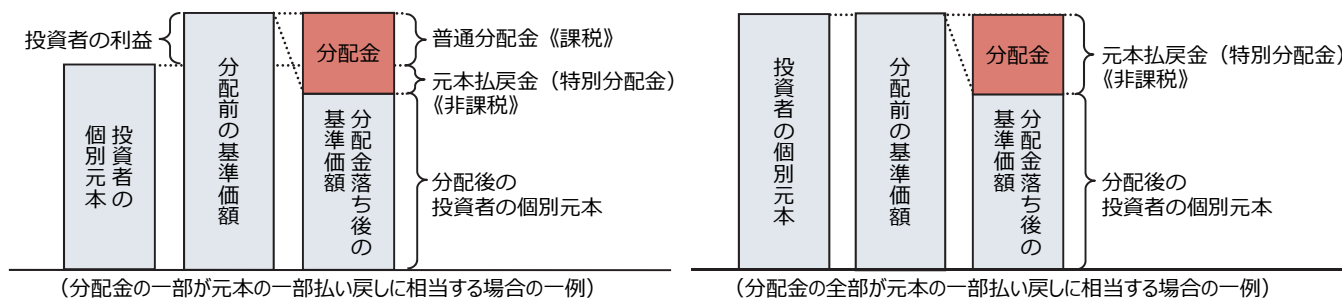 投資者の利益
投資者の
個別元本
分配前の基準価額
分配金
分配金落ち後の
基準価額
普通分配金《課税》
元本払戻金（特別分配金）
《非課税》
分配後の
投資者の個別元本
（分配金の一部が元本の一部払い戻しに相当する場合の一例）
投資者の個別元本
分配前の基準価額
分配金
分配金落ち後の
基準価額
元本払戻金（特別分配金）
《非課税》
分配後の
投資者の個別元本
（分配金の全部が元本の一部払い戻しに相当する場合の一例）